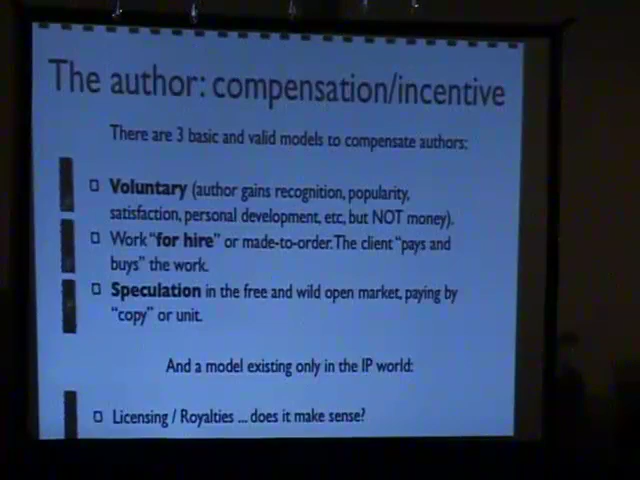 The author: compensation/incentive
There are 3 basic and valid models to compensate authors:
Voluntary (author gains recognition, popularity,
satisfaction, personal development, etc, but NOT money).
Work "for hire" or made-to-order. The client "pays and
buys" the work.
Speculation in the free and wild open market, paying by
"copy" or unit.
And a model existing only in the IP world:
Licensing / Royalties ... does it make sense?